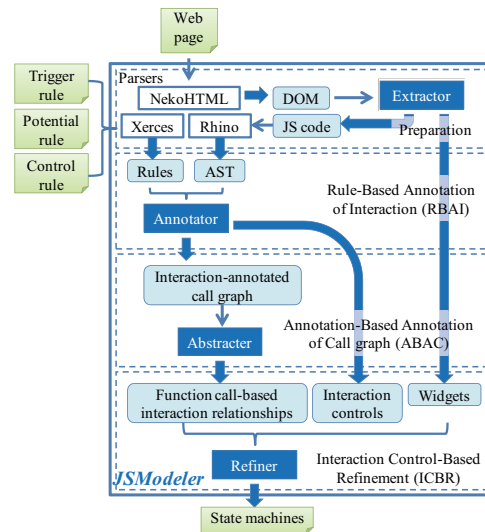 Web
page
Trigger
rule
Potential
rule
Control
rule
Parsers
NekoHTML
DOM
Extractor
Xerces
Rhino
JS code
Preparation
Rules
AST
Rule-Based Annotation
of Interaction (RBAI)
Annotator
Interaction-annotated
call graph
Annotation-Based Annotation
of Call graph (ABAC)
Abstracter
Function call-based
interaction relationships
Interaction
controls
Widgets
Refiner
Interaction Control-Based
Refinement (ICBR)
JSModeler
State machines